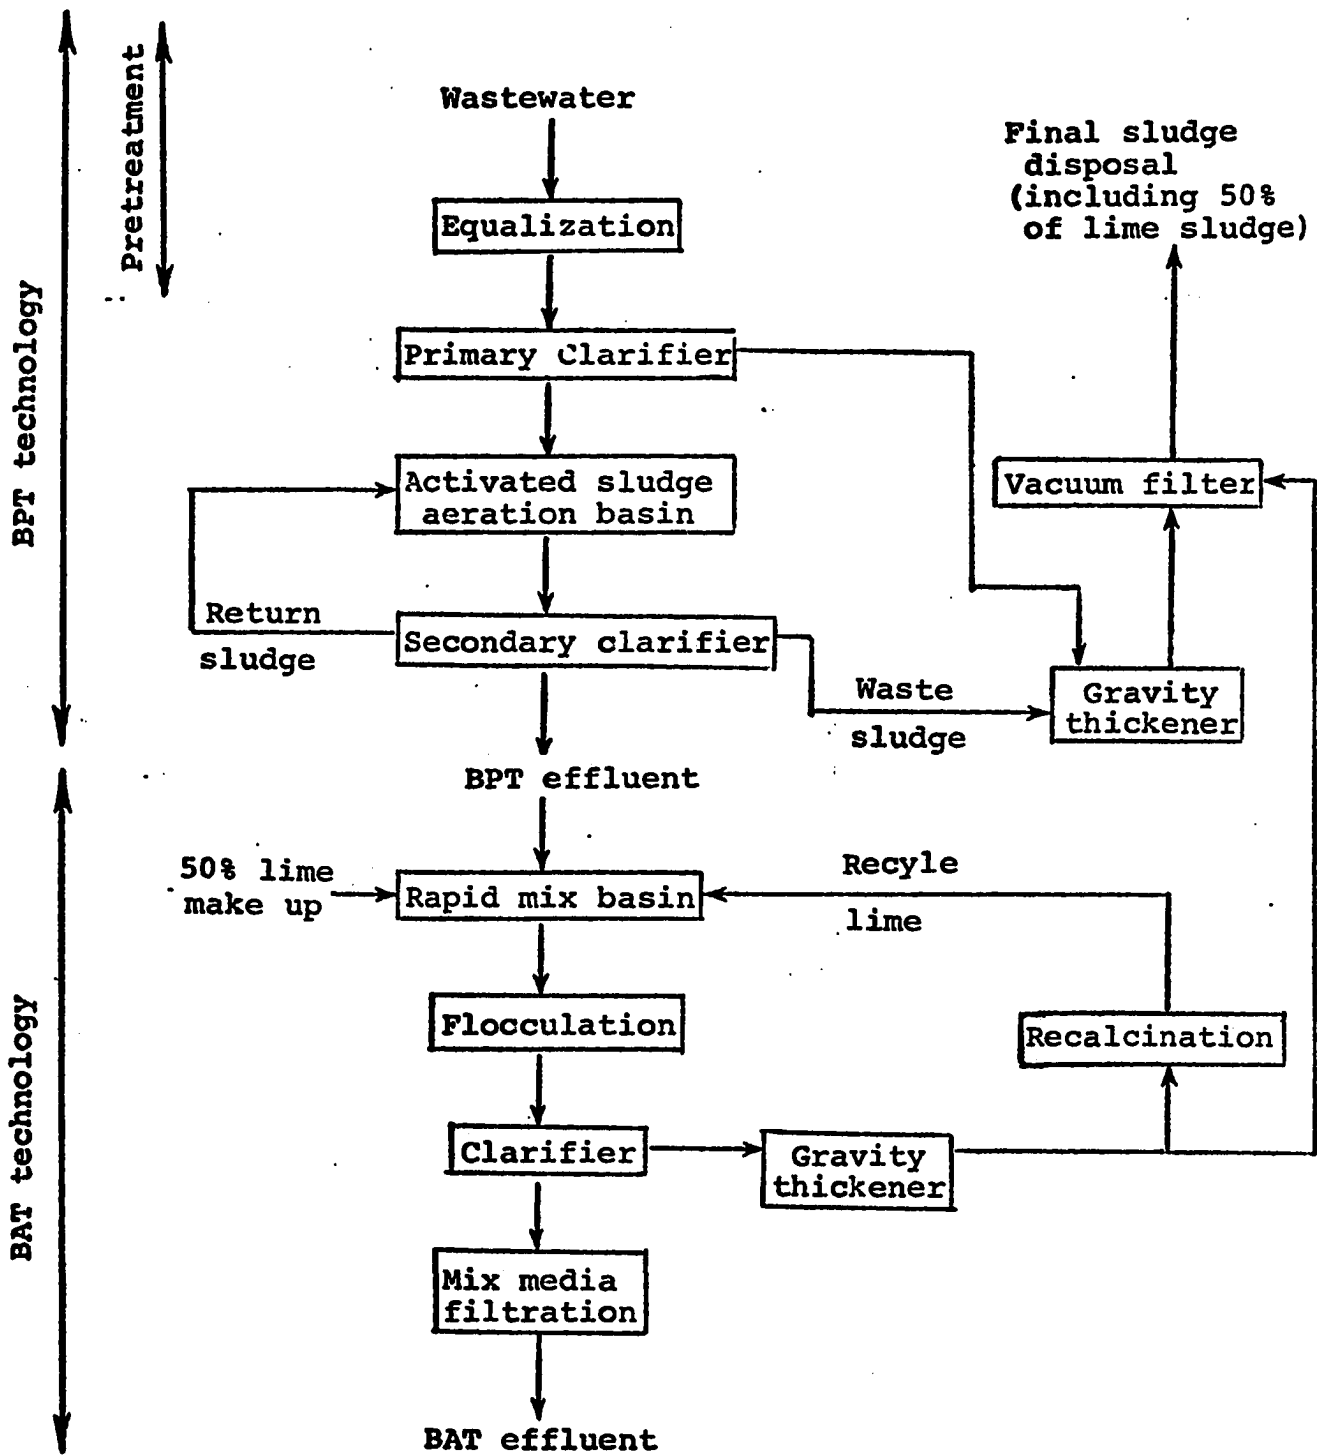 Pretreatment
Wastewater
Final sludge
disposal
(including 50%
of lime sludge)
Equalization
BPT technology
Primary Clarifier
Activated sludge
aeration basin
Vacuum filter
Return
sludge
Secondary clarifier
Waste
sludge
Gravity
thickener
BPT effluent
50% lime
make up
Rapid mix basin
Recyle
lime
BAT technology
Flocculation
Recalcination
Clarifier
Gravity
thickener
Mix media
filtration
BAT effluent